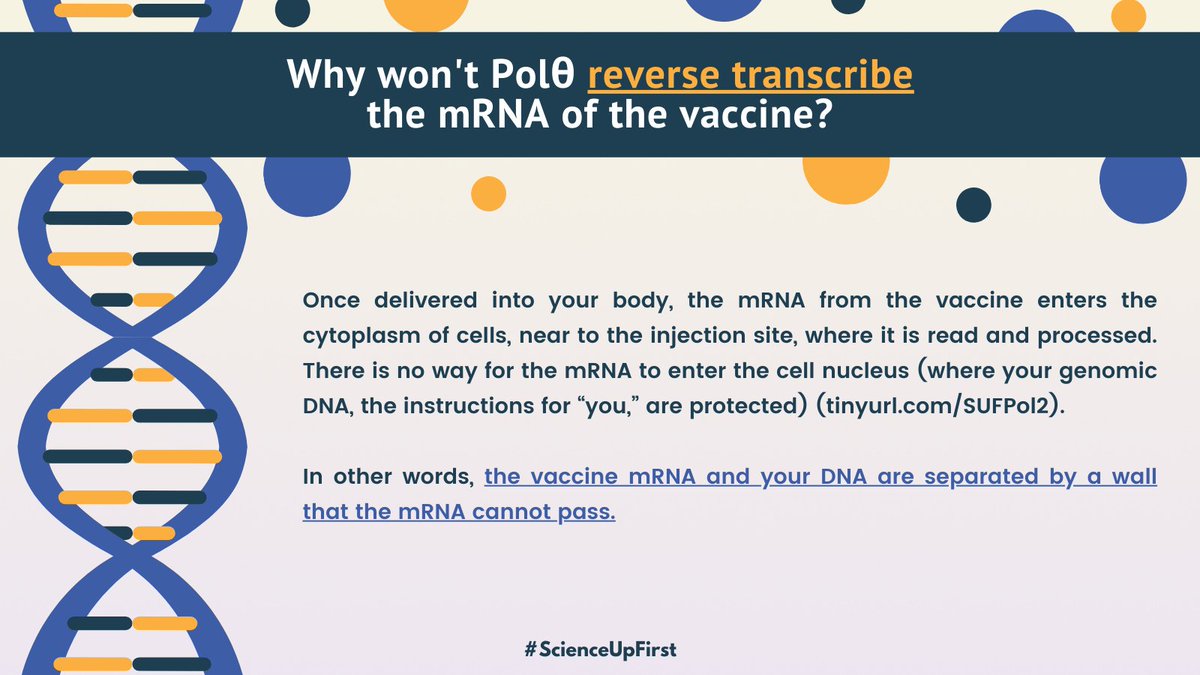 Why won't Polθ reverse transcribe
the mRNA of the vaccine?
Once delivered into your body, the mRNA from the vaccine enters the
cytoplasm of cells, near to the injection site, where it is read and processed.
There is no way for the mRNA to enter the cell nucleus (where your genomic
DNA, the instructions for “you,” are protected) (tinyurl.com/SUFPol2).
In other words, the vaccine mRNA and your DNA are separated by a wall
that the mRNA cannot pass.
#ScienceUpFirst